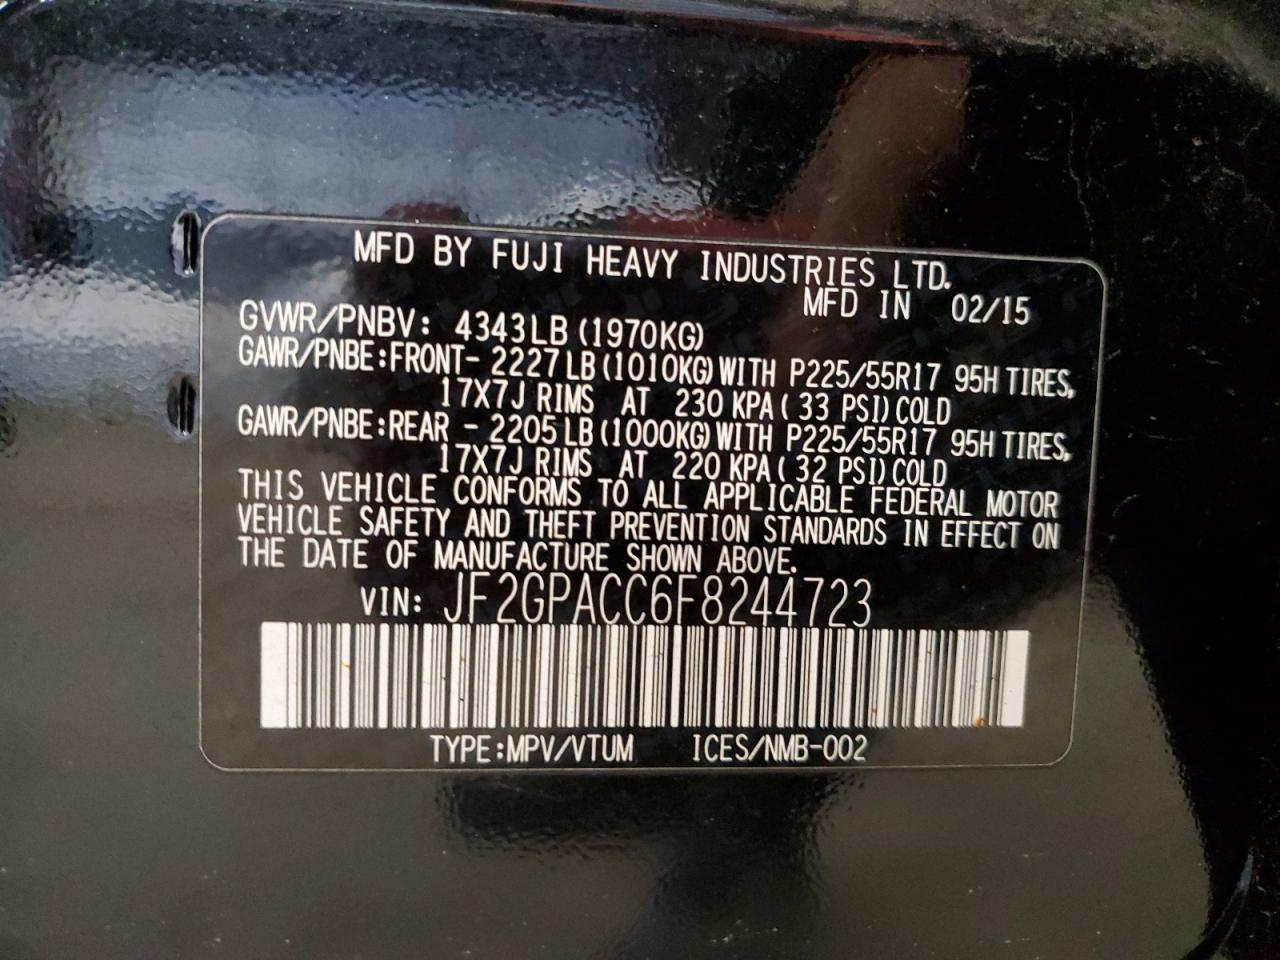 MFD BY FUJI HEAVY INDUSTRIES LTD.
MFD IN 02/15
GVWR/PNBV: 4343LB (1970KG)
GAWR/PNBE:FRONT- 2227LB (1010KG) WITH P225/55R17 95H TIRES,
17X7J RIMS AT 230 KPA ( 33 PSI) COLD
GAWR/PNBE:REAR - 2205LB (1000KG) WITH P225/55R17 95H TIRES,
17X7J RIMS AT 220 KPA ( 32 PSI) COLD
THIS VEHICLE CONFORMS TO ALL APPLICABLE FEDERAL MOTOR
VEHICLE SAFETY AND THEFT PREVENTION STANDARDS IN EFFECT ON
THE DATE OF MANUFACTURE SHOWN ABOVE.
VIN: JF2GPACC6F8244723
TYPE:MPV/VTUM ICES/NMB-002